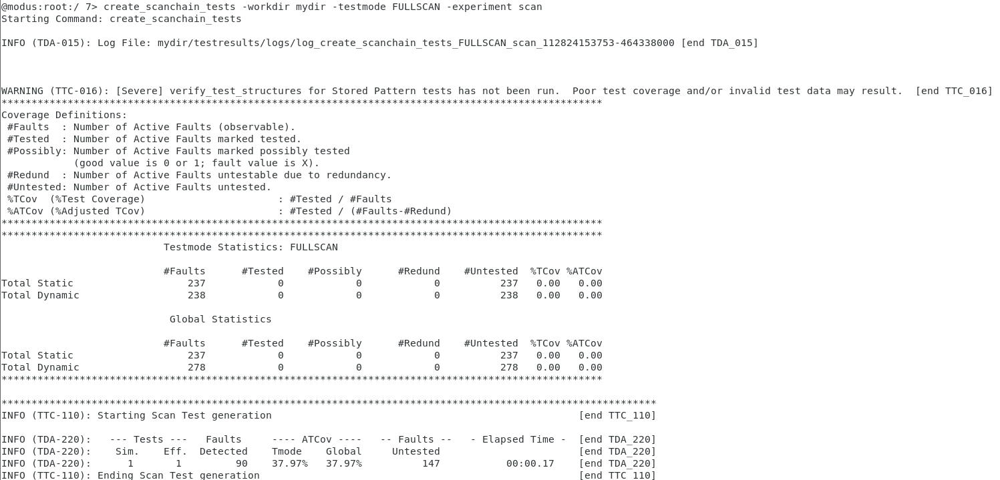 @modus:root:/ 7> create_scanchain_tests -workdir mydir -testmode FULLSCAN -experiment scan
Starting Command: create_scanchain_tests
INFO (TDA-015): Log File: mydir/testresults/logs/log_create_scanchain_tests_FULLSCAN_scan_112824153753-464338000 [end TDA_015]
WARNING (TTC-016): [Severe] verify_test_structures for Stored Pattern tests has not been run.  Poor test coverage and/or invalid test data may result.  [end TTC_016]
****************************************************************************************************
Coverage Definitions:
 #Faults  : Number of Active Faults (observable).
 #Tested  : Number of Active Faults marked tested.
 #Possibly: Number of Active Faults marked possibly tested
            (good value is 0 or 1; fault value is X).
 #Redund  : Number of Active Faults untestable due to redundancy.
 #Untested: Number of Active Faults untested.
 %TCov  (%Test Coverage)                      : #Tested / #Faults
 %ATCov (%Adjusted TCov)                      : #Tested / (#Faults-#Redund)
****************************************************************************************************
****************************************************************************************************
                           Testmode Statistics: FULLSCAN
                           #Faults      #Tested    #Possibly      #Redund    #Untested  %TCov %ATCov
Total Static                   237            0            0            0          237   0.00   0.00
Total Dynamic                  238            0            0            0          238   0.00   0.00
                            Global Statistics
                           #Faults      #Tested    #Possibly      #Redund    #Untested  %TCov %ATCov
Total Static                   237            0            0            0          237   0.00   0.00
Total Dynamic                  278            0            0            0          278   0.00   0.00
****************************************************************************************************
*************************************************************************************************************
INFO (TTC-110): Starting Scan Test generation                                                   [end TTC_110]
INFO (TDA-220):   --- Tests ---   Faults     ---- ATCov ----   -- Faults --   - Elapsed Time -  [end TDA_220]
INFO (TDA-220):    Sim.    Eff.  Detected    Tmode   Global     Untested                        [end TDA_220]
INFO (TDA-220):      1       1         90    37.97%   37.97%          147           00:00.17    [end TDA_220]
INFO (TTC-110): Ending Scan Test generation                                                     [end TTC_110]